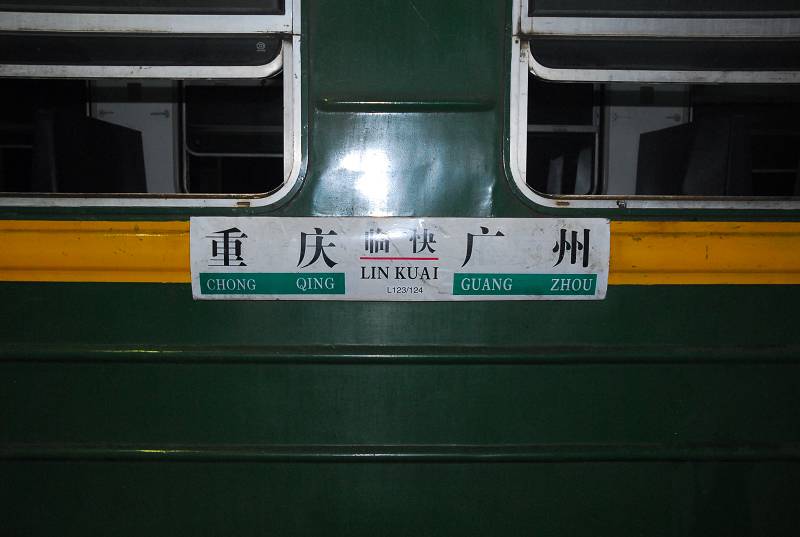 重 庆 临 快 广 州
CHONG QING LIN KUAI GUANG ZHOU
L123/124